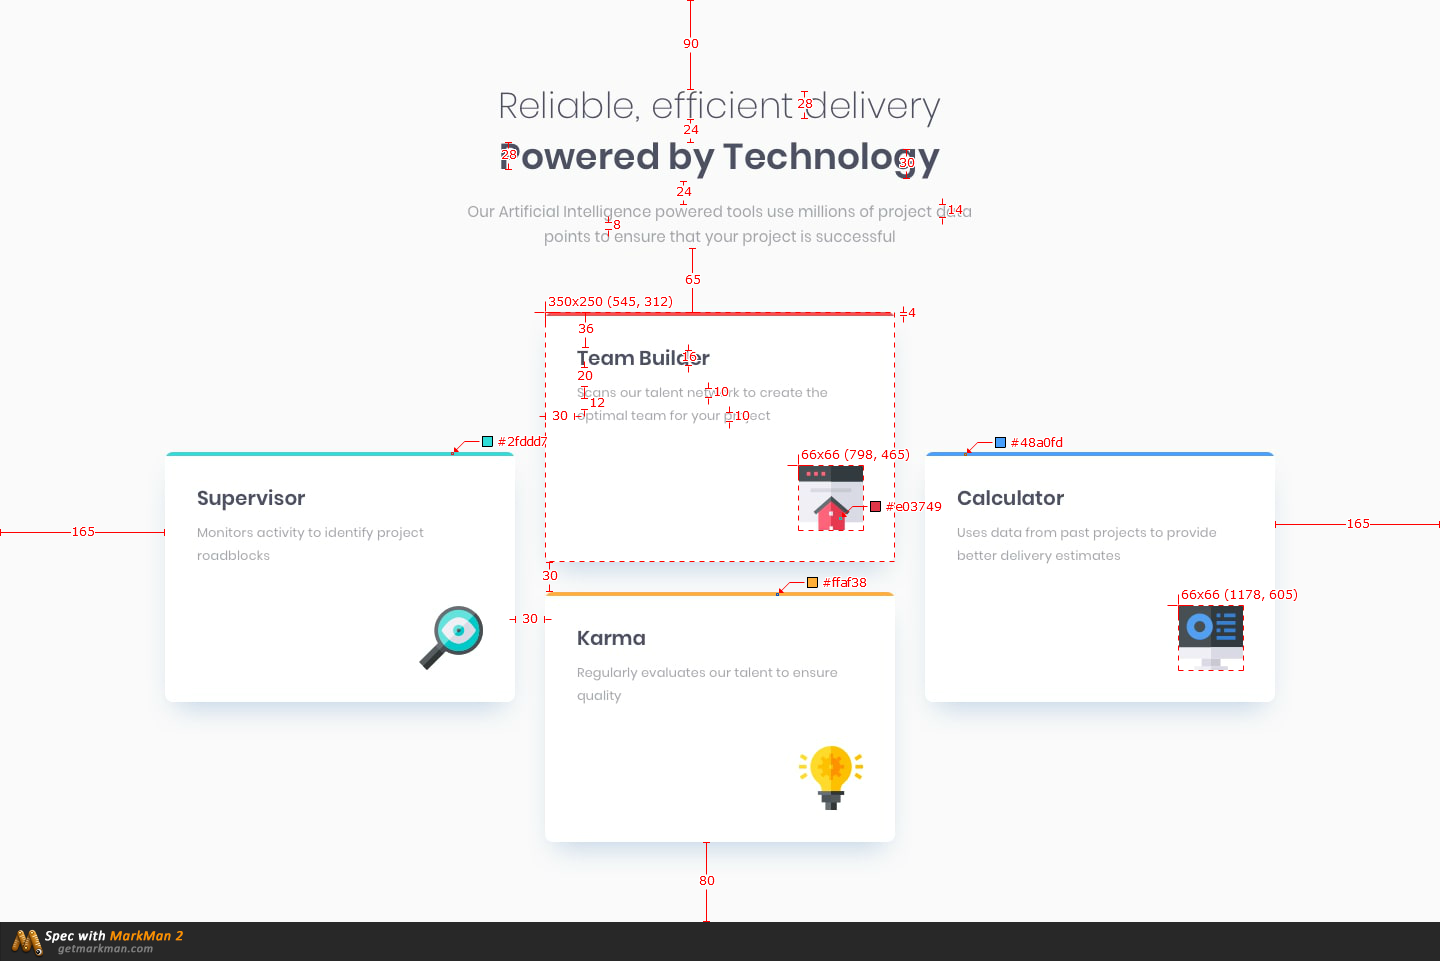 90
Reliable, efficient delivery
28
24
Powered by Technology
28
30
24
Our Artificial Intelligence powered tools use millions of project data
14
8
points to ensure that your project is successful
65
350x250 (545, 312)
4
36
Team Builder
16
20
Scans our talent network to create the
10
12
30
optimal team for your project
10
#2fddd7
#48a0fd
66x66 (798, 465)
Supervisor
Calculator
#e03749
165
Monitors activity to identify project
roadblocks
Uses data from past projects to provide
better delivery estimates
165
30
#ffaf38
66x66 (1178, 605)
30
Karma
Regularly evaluates our talent to ensure
quality
80
Spec with MarkMan 2
getmarkman.com